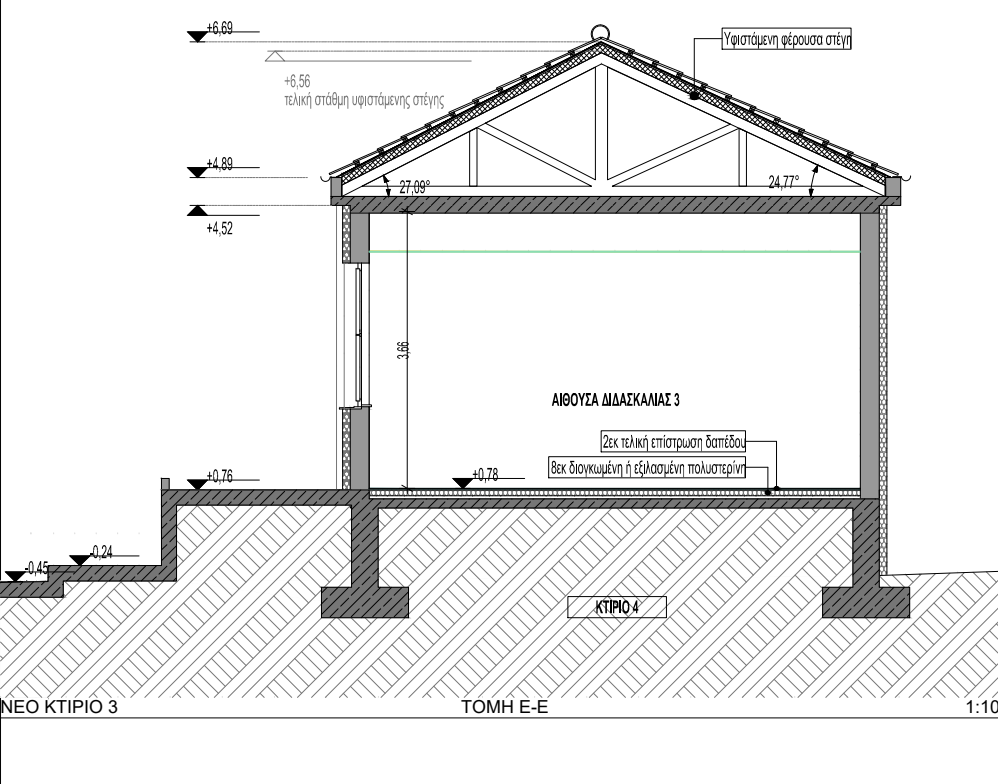 +6,69
Υφιστάμενη φέρουσα στέγη
+6,56
τελική στάθμη υφιστάμενης στέγης
+4,89
27,09°
24,77°
+4,52
3,66
ΑΙΘΟΥΣΑ ΔΙΔΑΣΚΑΛΙΑΣ 3
2εκ τελική επίστρωση δαπέδου
8εκ διογκωμένη ή εξιλασμένη πολυστερίνη
+0,76
+0,78
-0,24
-0,45
ΚΤΙΡΙΟ 4
ΝΕΟ ΚΤΙΡΙΟ 3
ΤΟΜΗ Ε-Ε
1:10